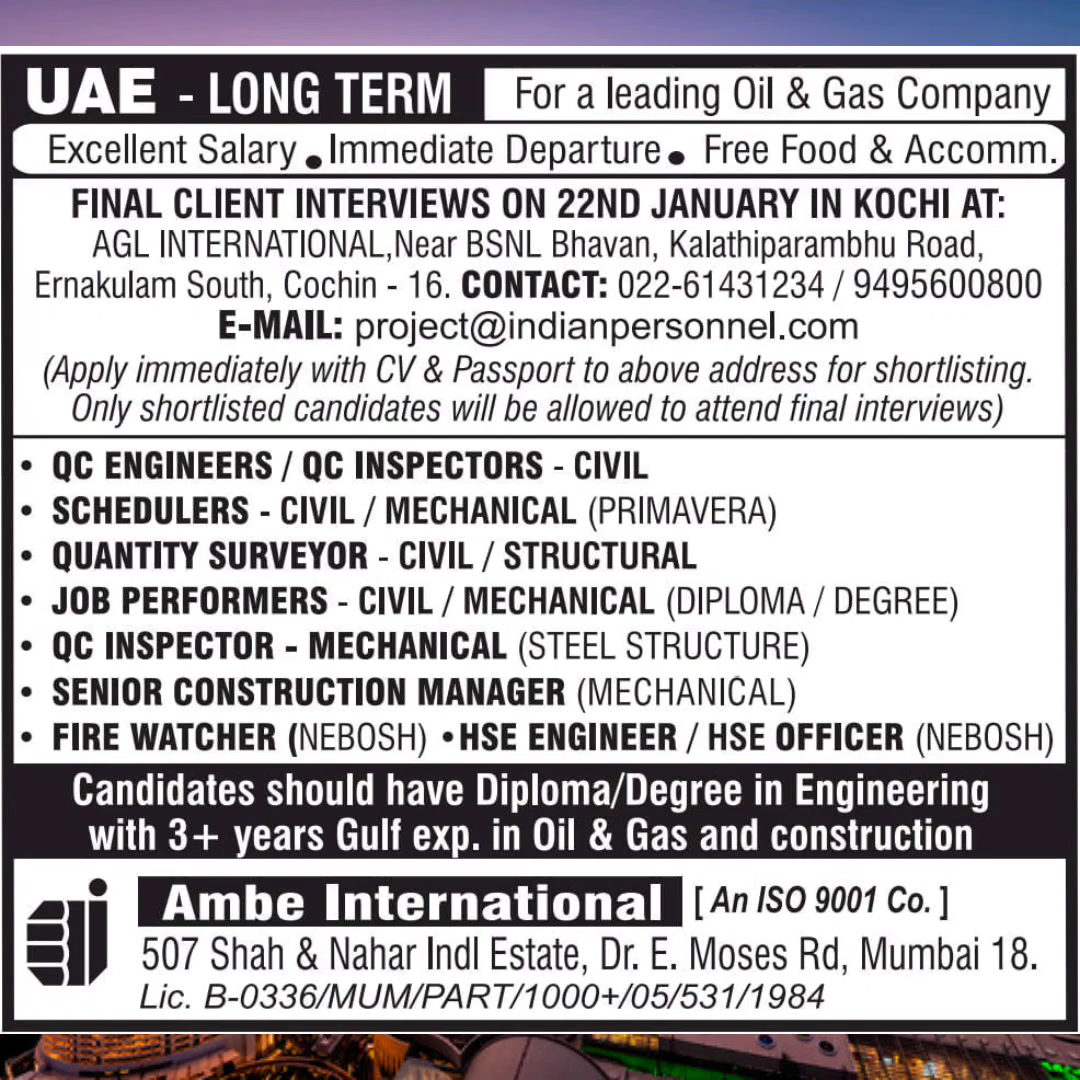 UAE - LONG TERM For a leading Oil & Gas Company
Excellent Salary • Immediate Departure • Free Food & Accomm.
FINAL CLIENT INTERVIEWS ON 22ND JANUARY IN KOCHI AT:
AGL INTERNATIONAL,Near BSNL Bhavan, Kalathiparambhu Road,
Ernakulam South, Cochin - 16. CONTACT: 022-61431234 / 9495600800
E-MAIL: project@indianpersonnel.com
(Apply immediately with CV & Passport to above address for shortlisting.
Only shortlisted candidates will be allowed to attend final interviews)
• QC ENGINEERS / QC INSPECTORS - CIVIL
• SCHEDULERS - CIVIL / MECHANICAL (PRIMAVERA)
• QUANTITY SURVEYOR - CIVIL / STRUCTURAL
• JOB PERFORMERS - CIVIL / MECHANICAL (DIPLOMA / DEGREE)
• QC INSPECTOR - MECHANICAL (STEEL STRUCTURE)
• SENIOR CONSTRUCTION MANAGER (MECHANICAL)
• FIRE WATCHER (NEBOSH) • HSE ENGINEER / HSE OFFICER (NEBOSH)
Candidates should have Diploma/Degree in Engineering
with 3+ years Gulf exp. in Oil & Gas and construction
Ambe International [ An ISO 9001 Co. ]
507 Shah & Nahar Indl Estate, Dr. E. Moses Rd, Mumbai 18.
Lic. B-0336/MUM/PART/1000+/05/531/1984